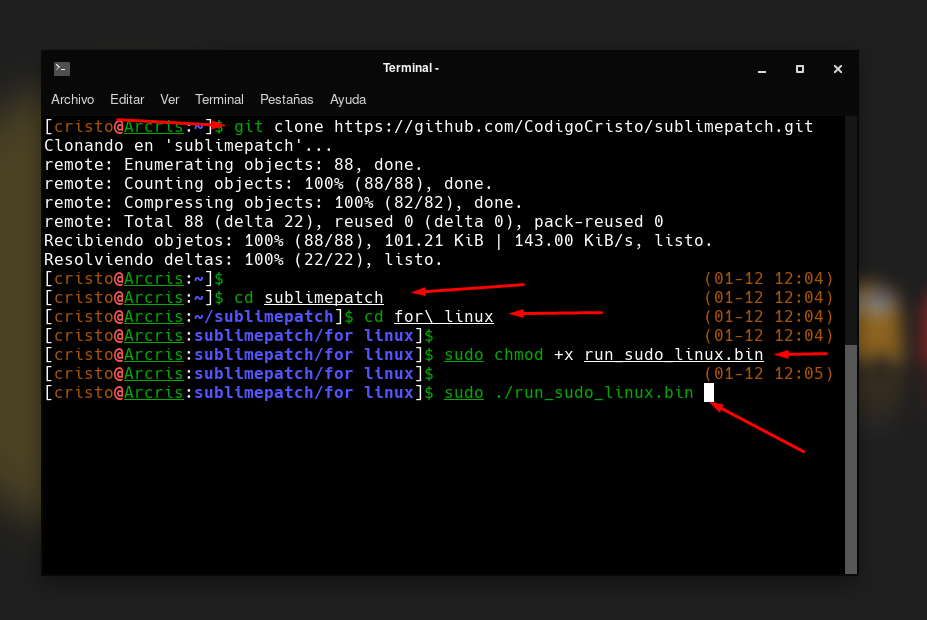 Terminal -
Archivo Editar Ver Terminal Pestañas Ayuda
[cristo@Arcris:~]$ git clone https://github.com/CodigoCristo/sublimepatch.git
Clonando en 'sublimepatch'...
remote: Enumerating objects: 88, done.
remote: Counting objects: 100% (88/88), done.
remote: Compressing objects: 100% (82/82), done.
remote: Total 88 (delta 22), reused 0 (delta 0), pack-reused 0
Recibiendo objetos: 100% (88/88), 101.21 KiB | 143.00 KiB/s, listo.
Resolviendo deltas: 100% (22/22), listo.
[cristo@Arcris:~]$ (01-12 12:04)
[cristo@Arcris:~]$ cd sublimepatch (01-12 12:04)
[cristo@Arcris:~/sublimepatch]$ cd for\ linux (01-12 12:04)
[cristo@Arcris:sublimepatch/for linux]$ (01-12 12:04)
[cristo@Arcris:sublimepatch/for linux]$ sudo chmod +x run_sudo_linux.bin
[cristo@Arcris:sublimepatch/for linux]$ (01-12 12:05)
[cristo@Arcris:sublimepatch/for linux]$ sudo ./run_sudo_linux.bin